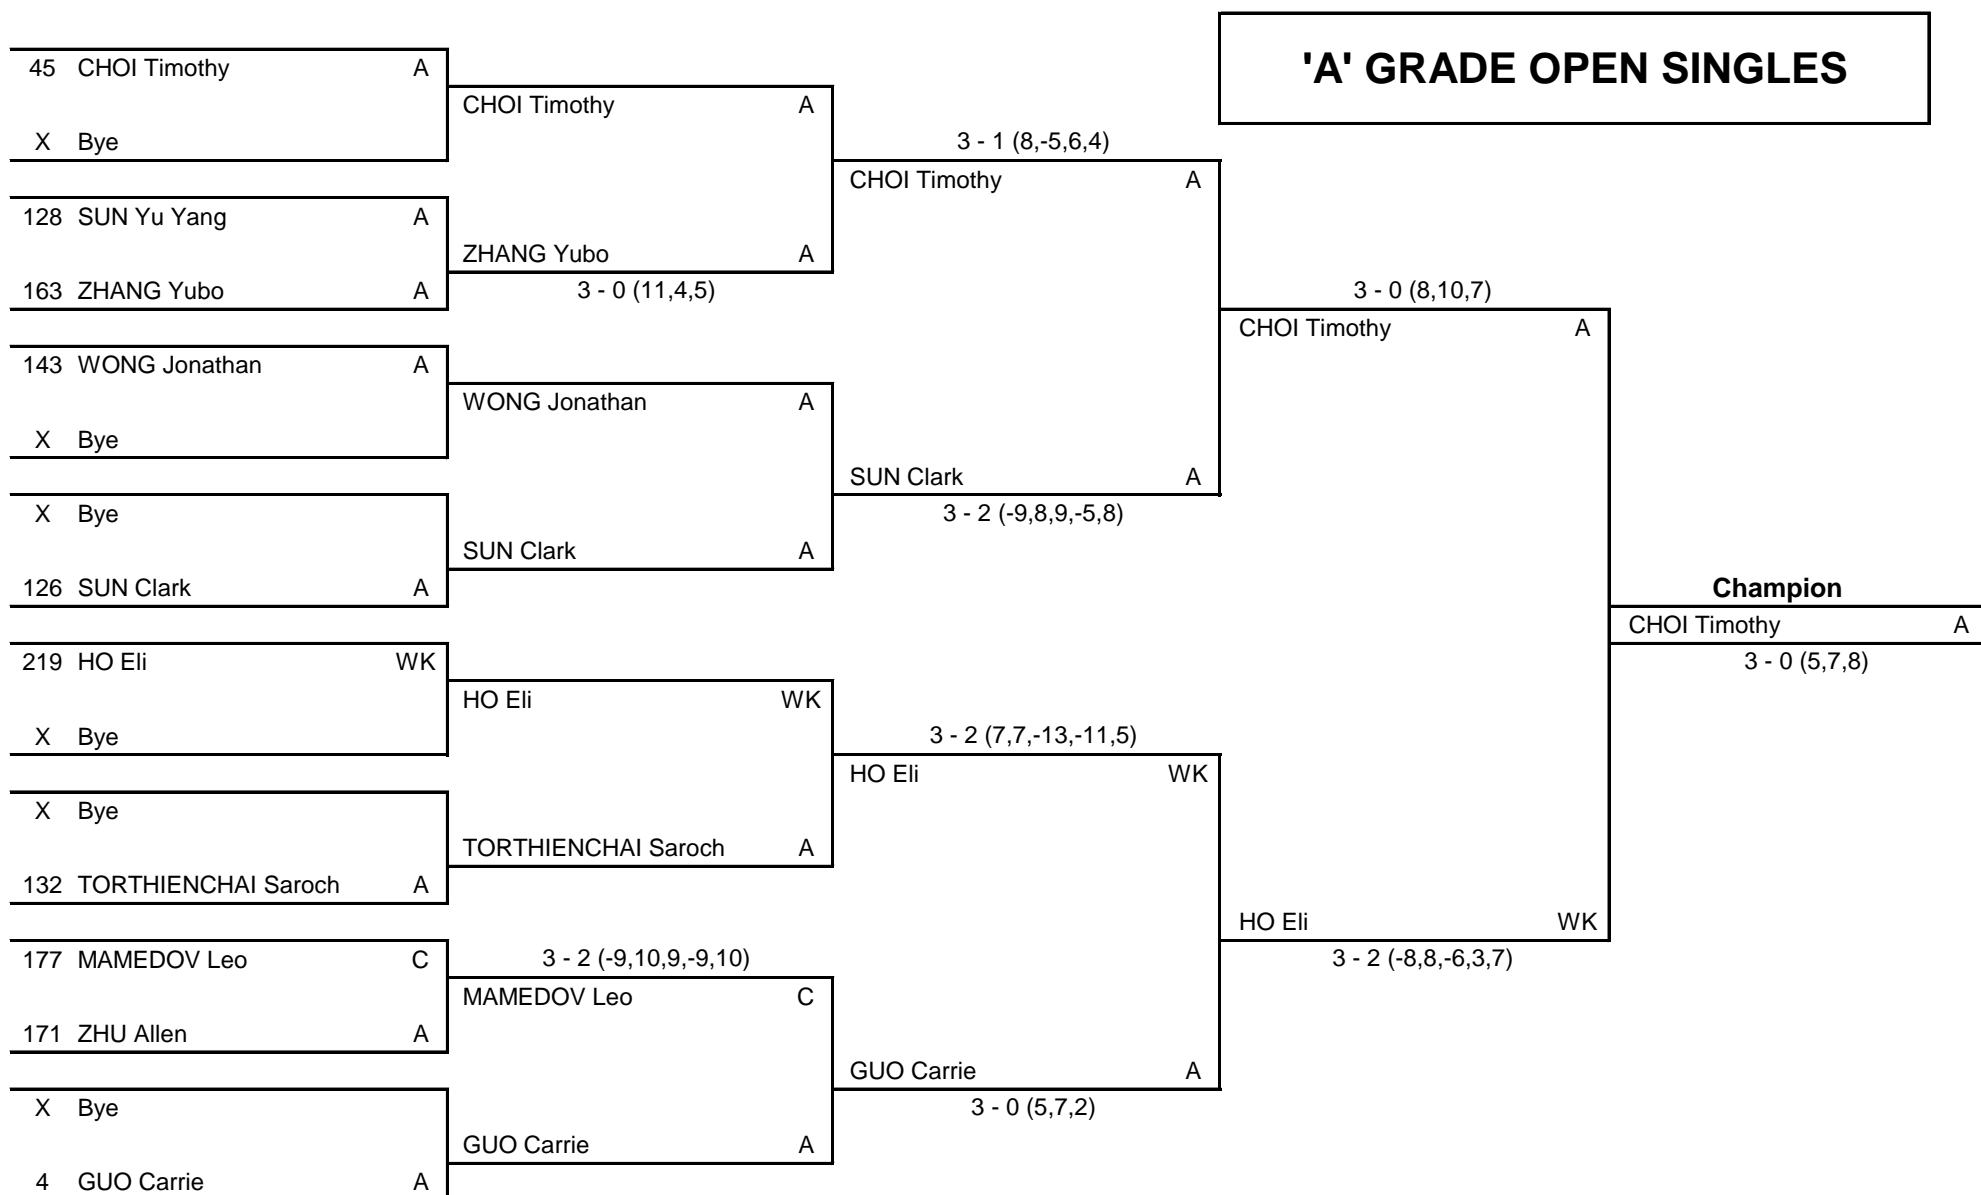 'A' GRADE OPEN SINGLES
45 CHOI Timothy A
X Bye
128 SUN Yu Yang A
163 ZHANG Yubo A
143 WONG Jonathan A
X Bye
X Bye
126 SUN Clark A
219 HO Eli WK
X Bye
X Bye
132 TORTHIENCHAI Saroch A
177 MAMEDOV Leo C
171 ZHU Allen A
X Bye
4 GUO Carrie A
CHOI Timothy A
ZHANG Yubo A
3 - 0 (11,4,5)
WONG Jonathan A
SUN Clark A
HO Eli WK
TORTHIENCHAI Saroch A
3 - 2 (-9,10,9,-9,10)
MAMEDOV Leo C
GUO Carrie A
3 - 1 (8,-5,6,4)
CHOI Timothy A
SUN Clark A
3 - 2 (-9,8,9,-5,8)
3 - 2 (7,7,-13,-11,5)
HO Eli WK
GUO Carrie A
3 - 0 (5,7,2)
3 - 0 (8,10,7)
CHOI Timothy A
HO Eli WK
3 - 2 (-8,8,-6,3,7)
Champion
CHOI Timothy A
3 - 0 (5,7,8)